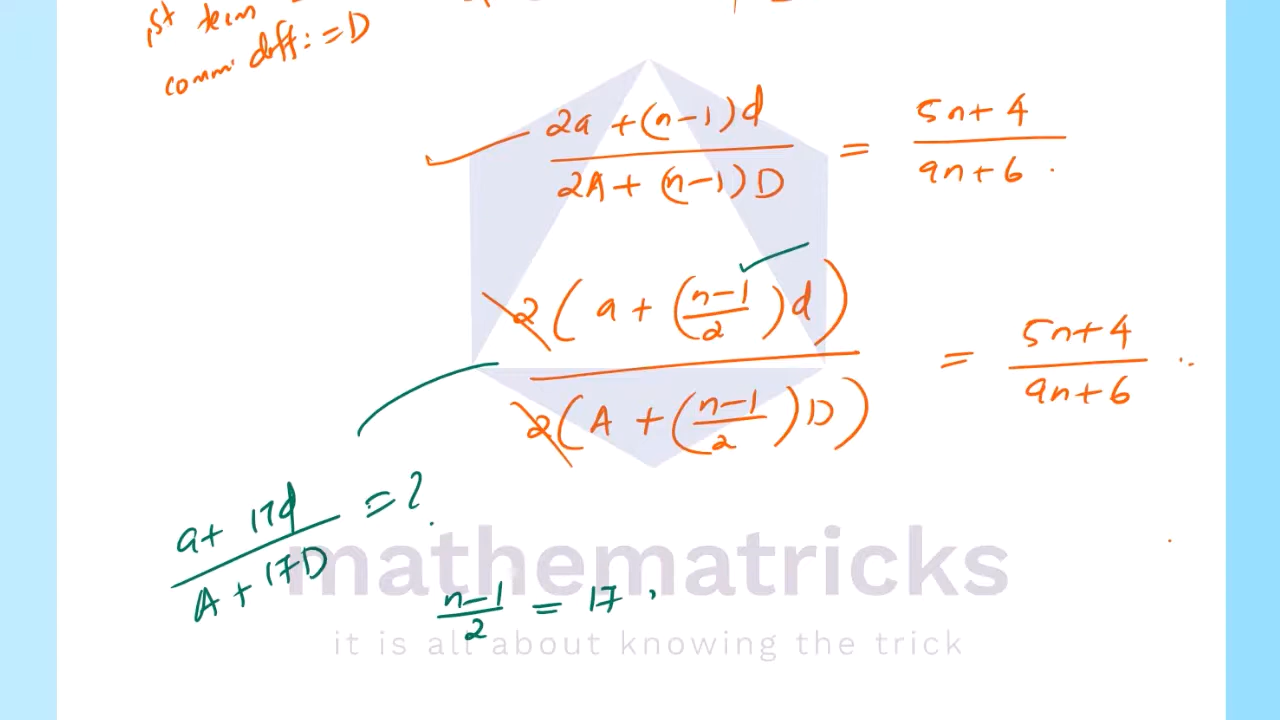 1st term
comm. diff: = D
2a + (n-1)d / 2A + (n-1)D = 5n+4 / 9n+6 .
2(a + (n-1/2)d) / 2(A + (n-1/2)D) = 5n+4 / 9n+6 ..
a + 17d / A + 17D = ?
mathematricks
n-1/2 = 17 .
it is all about knowing the trick